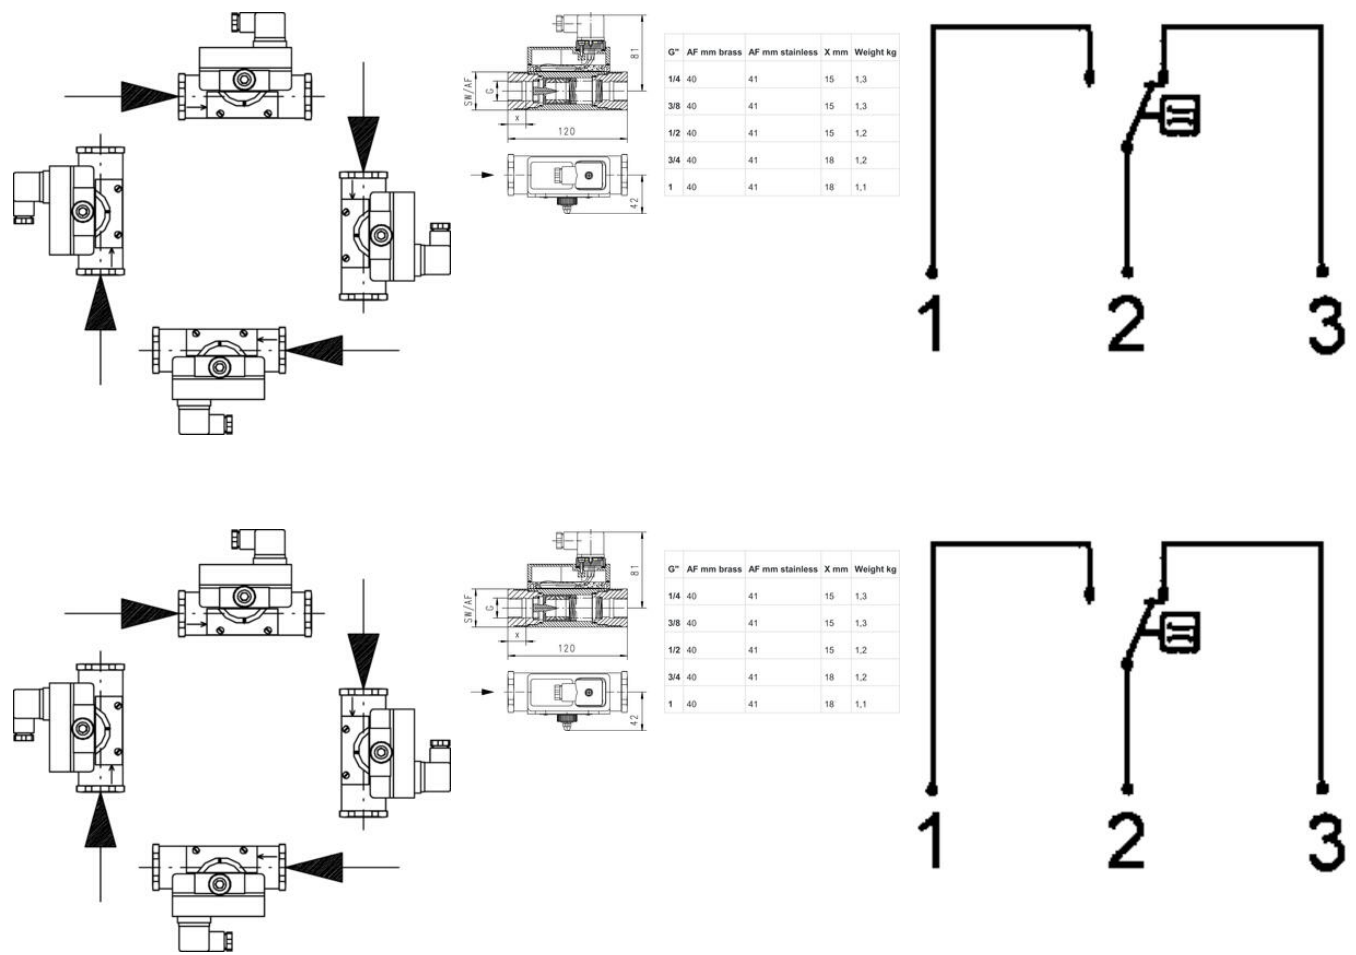 81
SW/AF
G
x
120
42
G" AF mm brass AF mm stainless X mm Weight kg
1/4 40 41 15 1,3
3/8 40 41 15 1,3
1/2 40 41 15 1,2
3/4 40 41 18 1,2
1 40 41 18 1,1
1 2 3
81
SW/AF
G
x
120
42
G" AF mm brass AF mm stainless X mm Weight kg
1/4 40 41 15 1,3
3/8 40 41 15 1,3
1/2 40 41 15 1,2
3/4 40 41 18 1,2
1 40 41 18 1,1
1 2 3